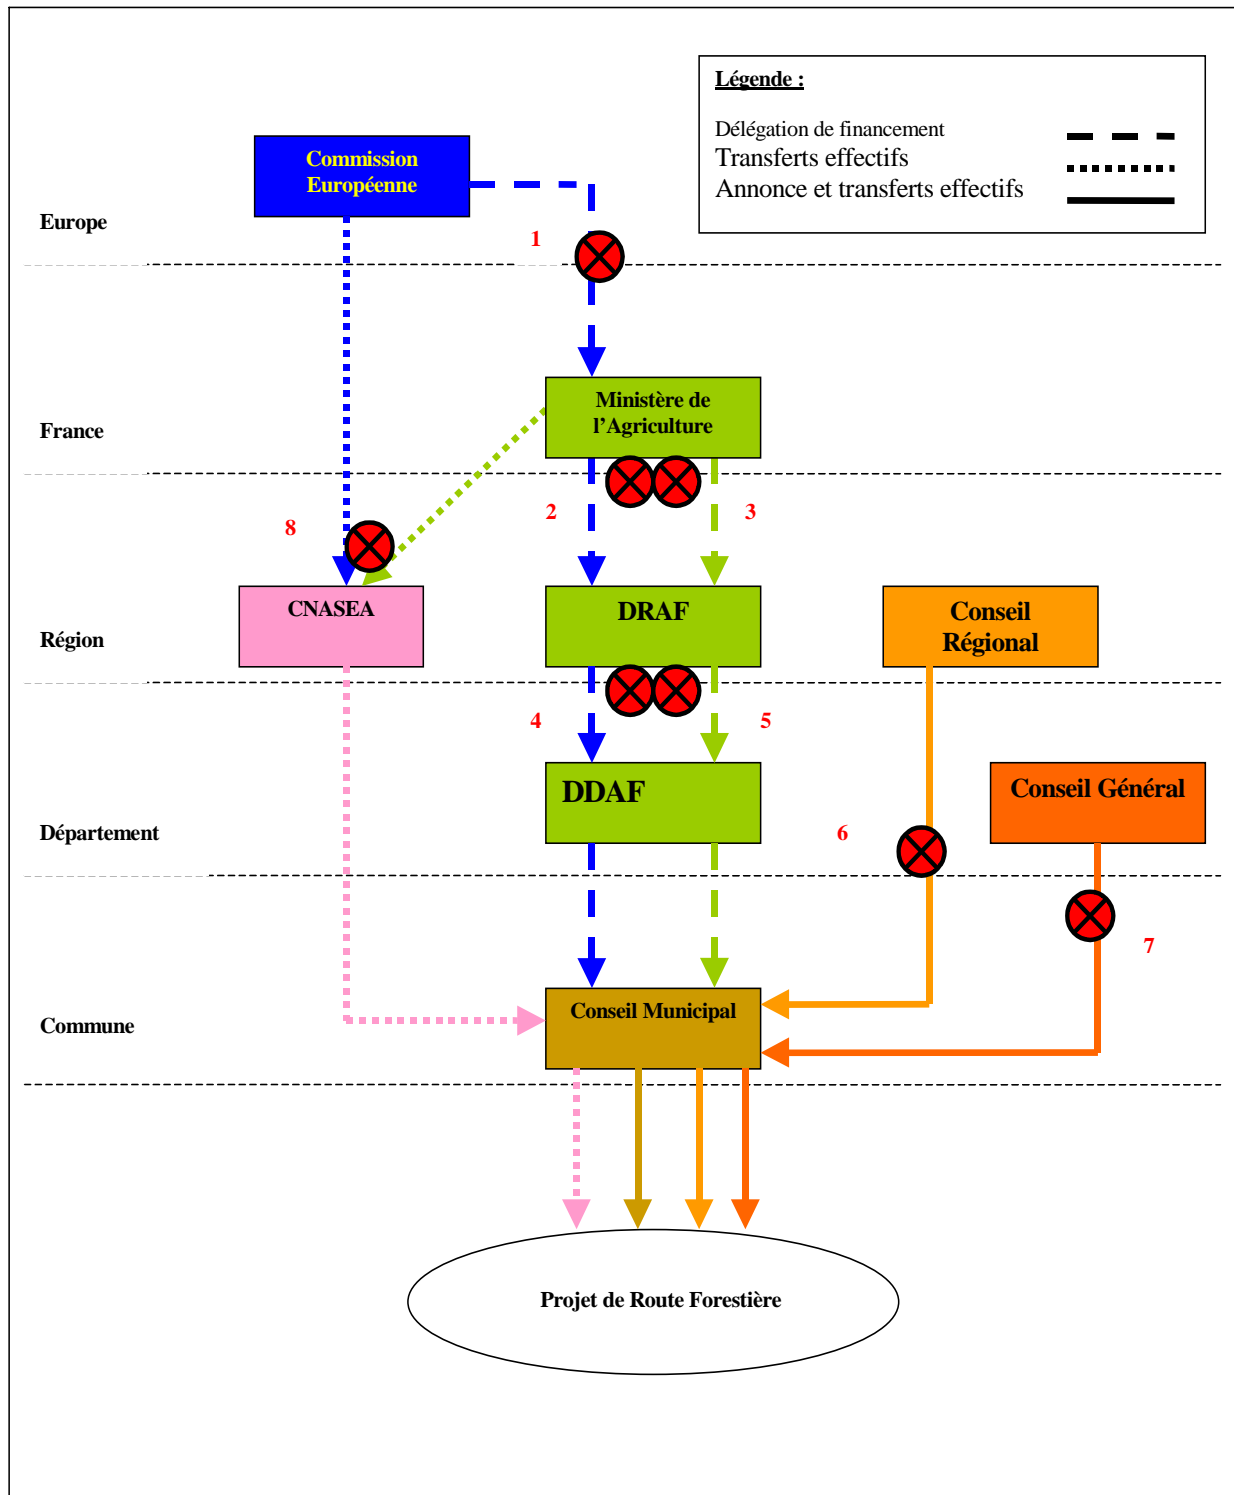 Légende :
Délégation de financement
Transferts effectifs
Annonce et transferts effectifs
Commission
Européenne
Europe
1
Ministère de
l’Agriculture
France
2
3
8
CNASEA
DRAF
Conseil
Régional
Région
4
5
DDAF
Conseil Général
Département
6
7
Conseil Municipal
Commune
Projet de Route Forestière